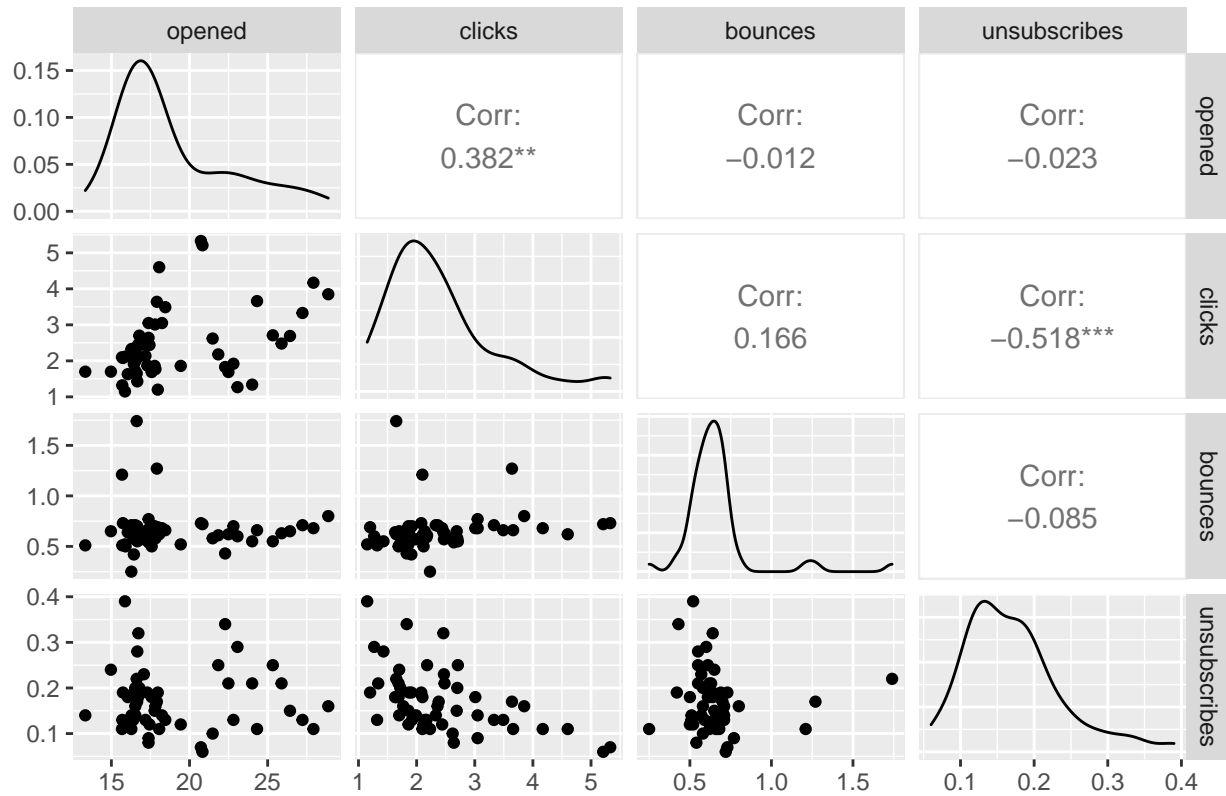 opened clicks bounces unsubscribes
0.15
0.10
0.05
0.00
Corr:
0.382**
Corr:
−0.012
Corr:
−0.023
opened
5
4
3
2
1
Corr:
0.166
Corr:
−0.518***
clicks
1.5
1.0
0.5
Corr:
−0.085
bounces
0.4
0.3
0.2
0.1
unsubscribes
15 20 25 1 2 3 4 5 0.5 1.0 1.5 0.1 0.2 0.3 0.4